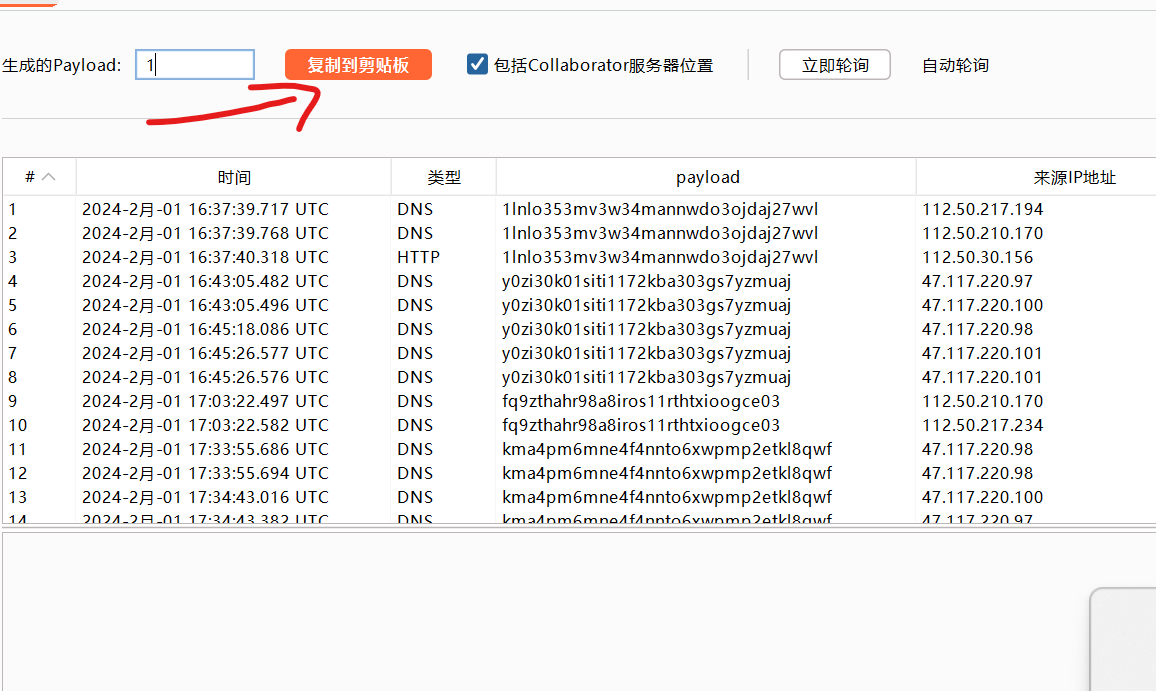 生成的Payload: 1 复制到剪贴板 包括Collaborator服务器位置 立即轮询 自动轮询
# 时间 类型 payload 来源IP地址
1 2024-2月-01 16:37:39.717 UTC DNS 1lnlo353mv3w34mannwdo3ojdaj27wvl 112.50.217.194
2 2024-2月-01 16:37:39.768 UTC DNS 1lnlo353mv3w34mannwdo3ojdaj27wvl 112.50.210.170
3 2024-2月-01 16:37:40.318 UTC HTTP 1lnlo353mv3w34mannwdo3ojdaj27wvl 112.50.30.156
4 2024-2月-01 16:43:05.482 UTC DNS y0zi30k01siti1172kba303gs7yzmuaj 47.117.220.97
5 2024-2月-01 16:43:05.496 UTC DNS y0zi30k01siti1172kba303gs7yzmuaj 47.117.220.100
6 2024-2月-01 16:45:18.086 UTC DNS y0zi30k01siti1172kba303gs7yzmuaj 47.117.220.98
7 2024-2月-01 16:45:26.577 UTC DNS y0zi30k01siti1172kba303gs7yzmuaj 47.117.220.101
8 2024-2月-01 16:45:26.576 UTC DNS y0zi30k01siti1172kba303gs7yzmuaj 47.117.220.101
9 2024-2月-01 17:03:22.497 UTC DNS fq9zthahr98a8iros11rthtxioogce03 112.50.210.170
10 2024-2月-01 17:03:22.582 UTC DNS fq9zthahr98a8iros11rthtxioogce03 112.50.217.234
11 2024-2月-01 17:33:55.686 UTC DNS kma4pm6mne4f4nnto6xwpmp2etkl8qwf 47.117.220.98
12 2024-2月-01 17:33:55.694 UTC DNS kma4pm6mne4f4nnto6xwpmp2etkl8qwf 47.117.220.98
13 2024-2月-01 17:34:43.016 UTC DNS kma4pm6mne4f4nnto6xwpmp2etkl8qwf 47.117.220.100
14 2024-2月-01 17:34:43.382 UTC DNS kma4pm6mne4f4nnto6xwpmp2etkl8qwf 47.117.220.97